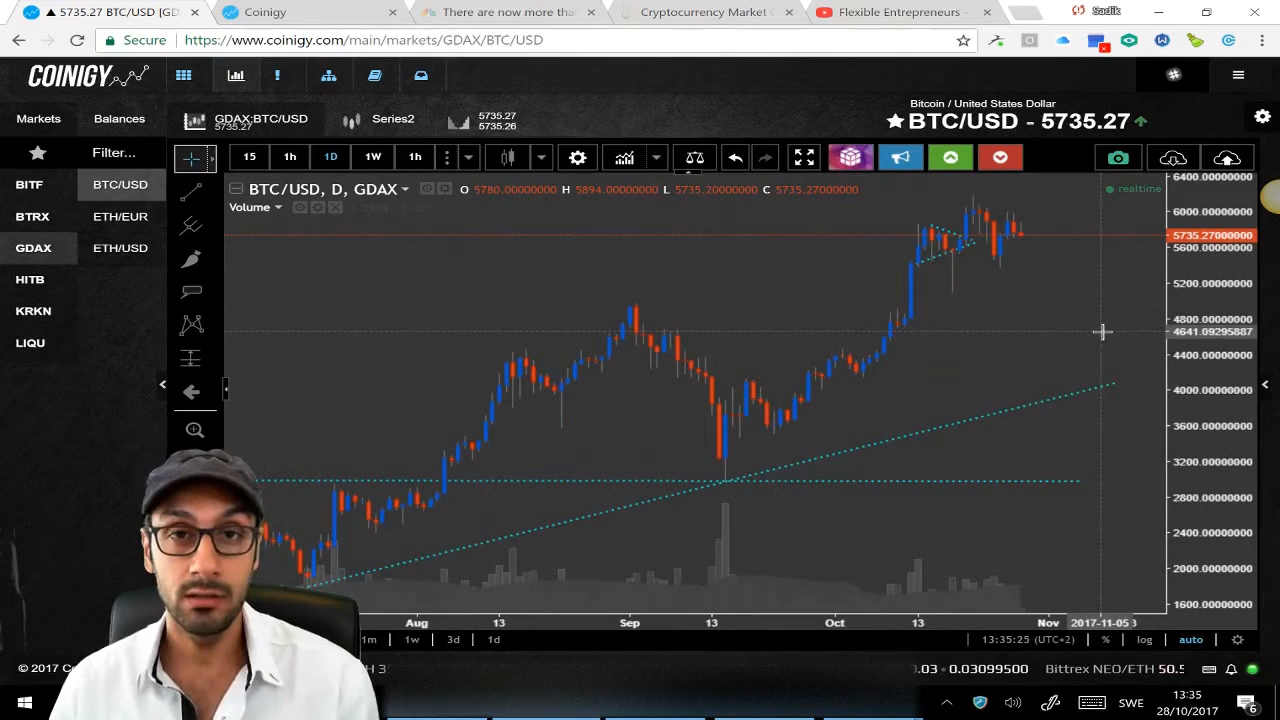 5735.27 BTC/USD [GD
Coinigy
There are now more tha
Cryptocurrency Market C
Flexible Entrepreneurs -
Sadik
Secure
https://www.coinigy.com/main/markets/GDAX/BTC/USD
COINIGY
Bitcoin / United States Dollar
BTC/USD - 5735.27
Markets
Balances
GDAX:BTC/USD
5735.27
Series2
5735.27
5735.26
Filter...
15
1h
1D
1W
1h
BITF
BTC/USD
BTRX
ETH/EUR
GDAX
ETH/USD
HITB
KRKN
LIQU
BTC/USD, D, GDAX
O 5780.00000000 H 5894.00000000 L 5735.20000000 C 5735.27000000
realtime
Volume
6400.00000000
6000.00000000
5735.27000000
5600.00000000
5200.00000000
4800.00000000
4641.09295887
4400.00000000
4000.00000000
3600.00000000
3200.00000000
2800.00000000
2400.00000000
2000.00000000
1600.00000000
Aug
13
Sep
13
Oct
13
Nov
2017-11-05
1m
1w
3d
1d
13:35:25 (UTC+2)
%
log
auto
© 2017 Co
.03 • 0.03099500
Bittrex NEO/ETH 50.5
SWE
13:35
28/10/2017
6